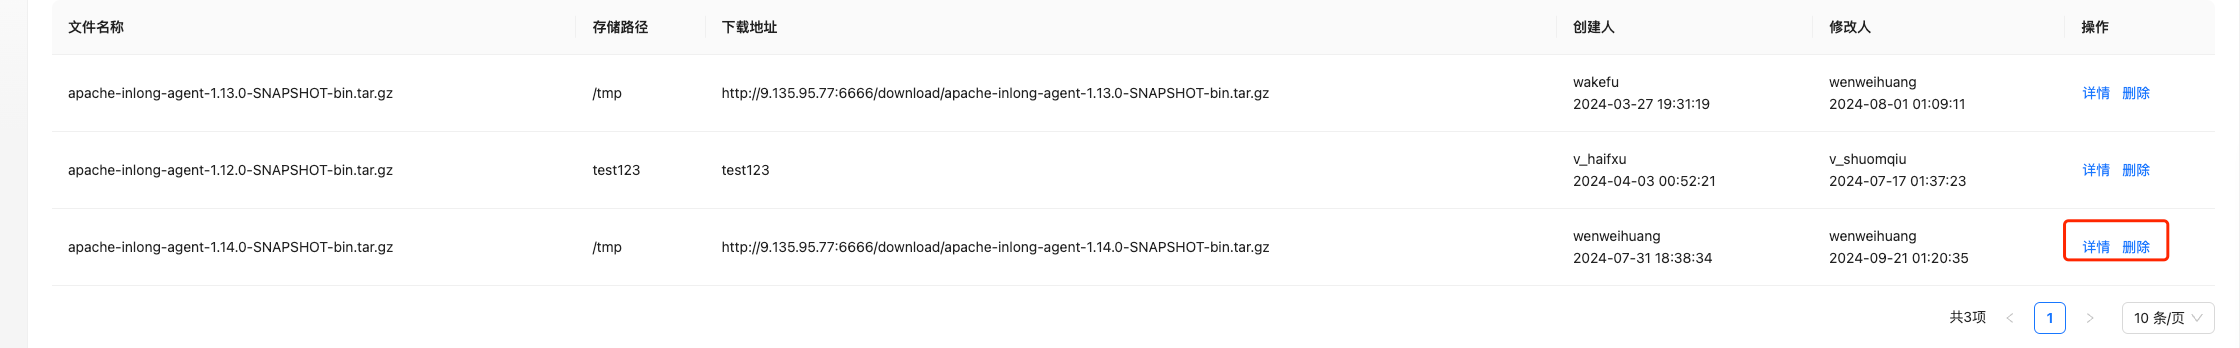 文件名称 存储路径 下载地址 创建人 修改人 操作
apache-inlong-agent-1.13.0-SNAPSHOT-bin.tar.gz /tmp http://9.135.95.77:6666/download/apache-inlong-agent-1.13.0-SNAPSHOT-bin.tar.gz wakefu wenweihuang 详情 删除
2024-03-27 19:31:19 2024-08-01 01:09:11
apache-inlong-agent-1.12.0-SNAPSHOT-bin.tar.gz test123 test123 v_haifxu v_shuomqiu 详情 删除
2024-04-03 00:52:21 2024-07-17 01:37:23
apache-inlong-agent-1.14.0-SNAPSHOT-bin.tar.gz /tmp http://9.135.95.77:6666/download/apache-inlong-agent-1.14.0-SNAPSHOT-bin.tar.gz wenweihuang wenweihuang 详情 删除
2024-07-31 18:38:34 2024-09-21 01:20:35
共3项 < 1 > 10 条/页